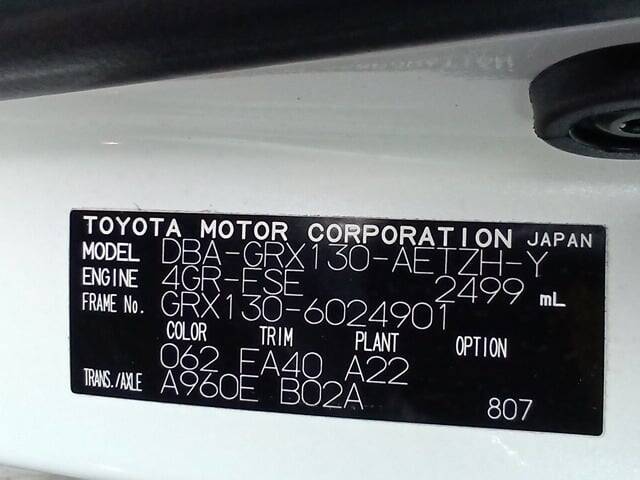 TOYOTA MOTOR CORPORATION JAPAN
MODEL DBA-GRX130-AETZH-Y
ENGINE 4GR-FSE 2499 mL
FRAME No. GRX130-6024901
COLOR TRIM PLANT OPTION
062 FA40 A22
TRANS./AXLE A960E B02A
807